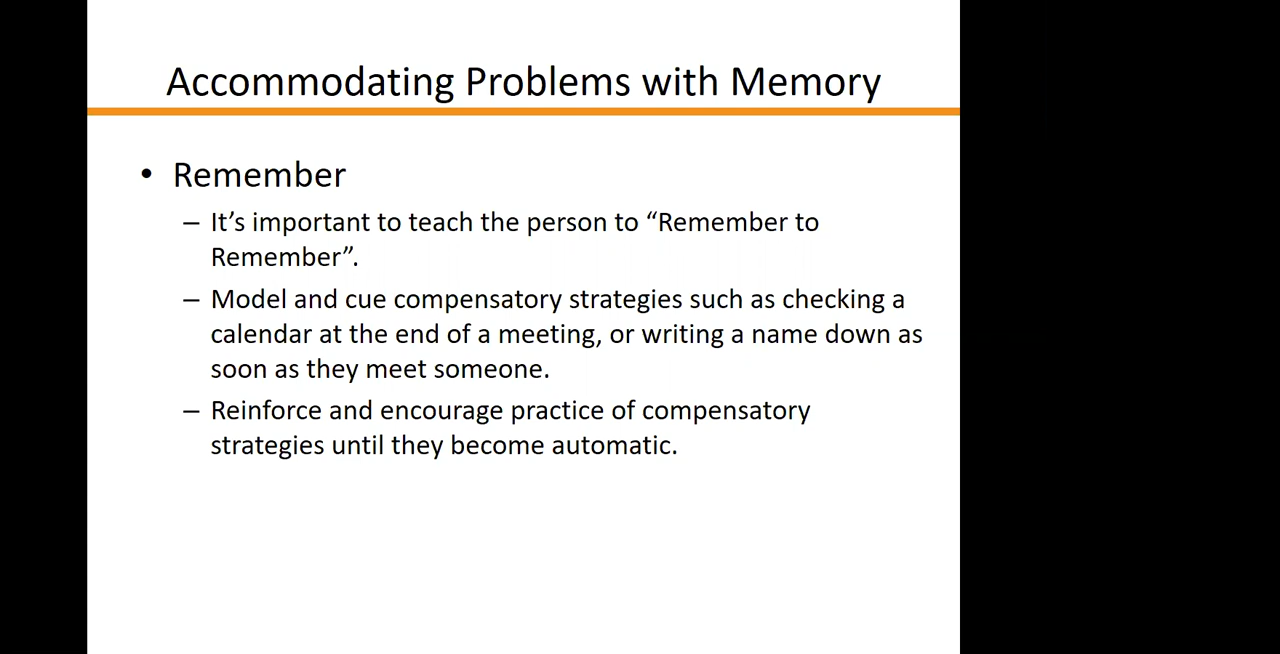 Accommodating Problems with Memory
• Remember
– It’s important to teach the person to “Remember to
Remember”.
– Model and cue compensatory strategies such as checking a
calendar at the end of a meeting, or writing a name down as
soon as they meet someone.
– Reinforce and encourage practice of compensatory
strategies until they become automatic.